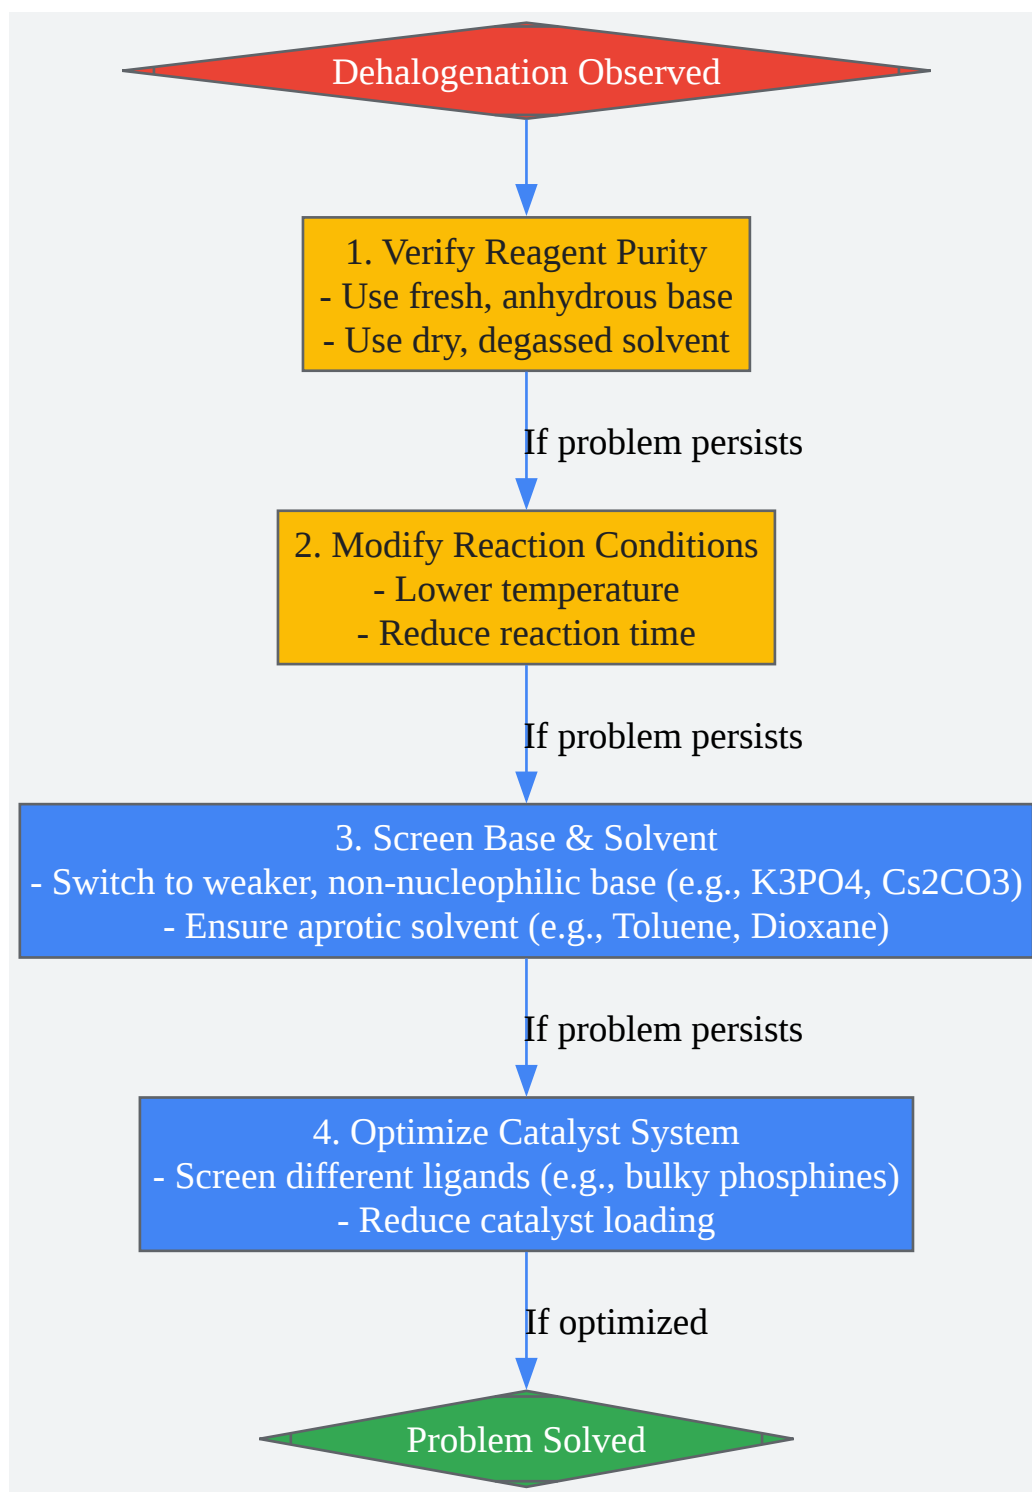 Dehalogenation Observed
1. Verify Reagent Purity
- Use fresh, anhydrous base
- Use dry, degassed solvent
If problem persists
2. Modify Reaction Conditions
- Lower temperature
- Reduce reaction time
If problem persists
3. Screen Base & Solvent
- Switch to weaker, non-nucleophilic base (e.g., K3PO4, Cs2CO3)
- Ensure aprotic solvent (e.g., Toluene, Dioxane)
If problem persists
4. Optimize Catalyst System
- Screen different ligands (e.g., bulky phosphines)
- Reduce catalyst loading
If optimized
Problem Solved